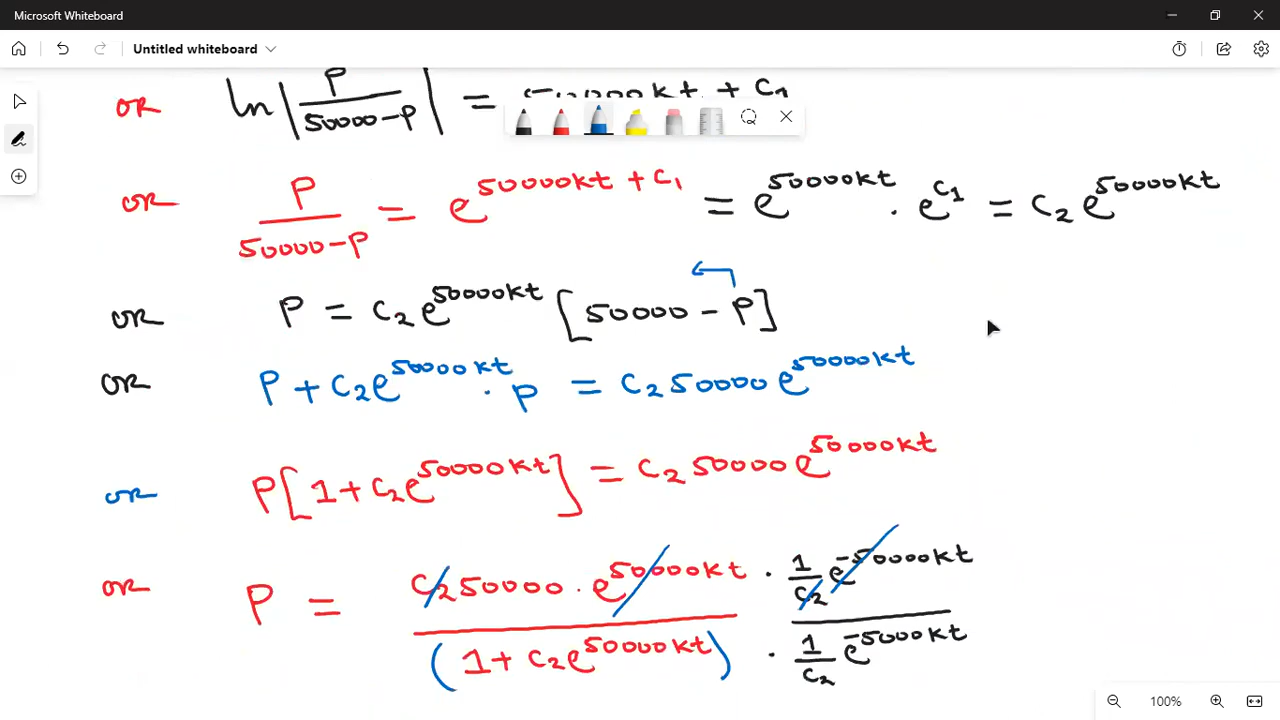 Microsoft Whiteboard
Untitled whiteboard
OR ln|P/(50000-P)| = 50000kt + C1
OR P/(50000-P) = e^(50000kt + C1) = e^(50000kt) · e^(C1) = C2 e^(50000kt)
OR P = C2 e^(50000kt) [50000 - P]
OR P + C2 e^(50000kt) · P = C2 50000 e^(50000kt)
OR P[1 + C2 e^(50000kt)] = C2 50000 e^(50000kt)
OR P = (C2 50000 · e^(50000kt))/(1 + C2 e^(50000kt)) · (1/C2 e^(-50000kt))/(1/C2 e^(-5000kt))
100%